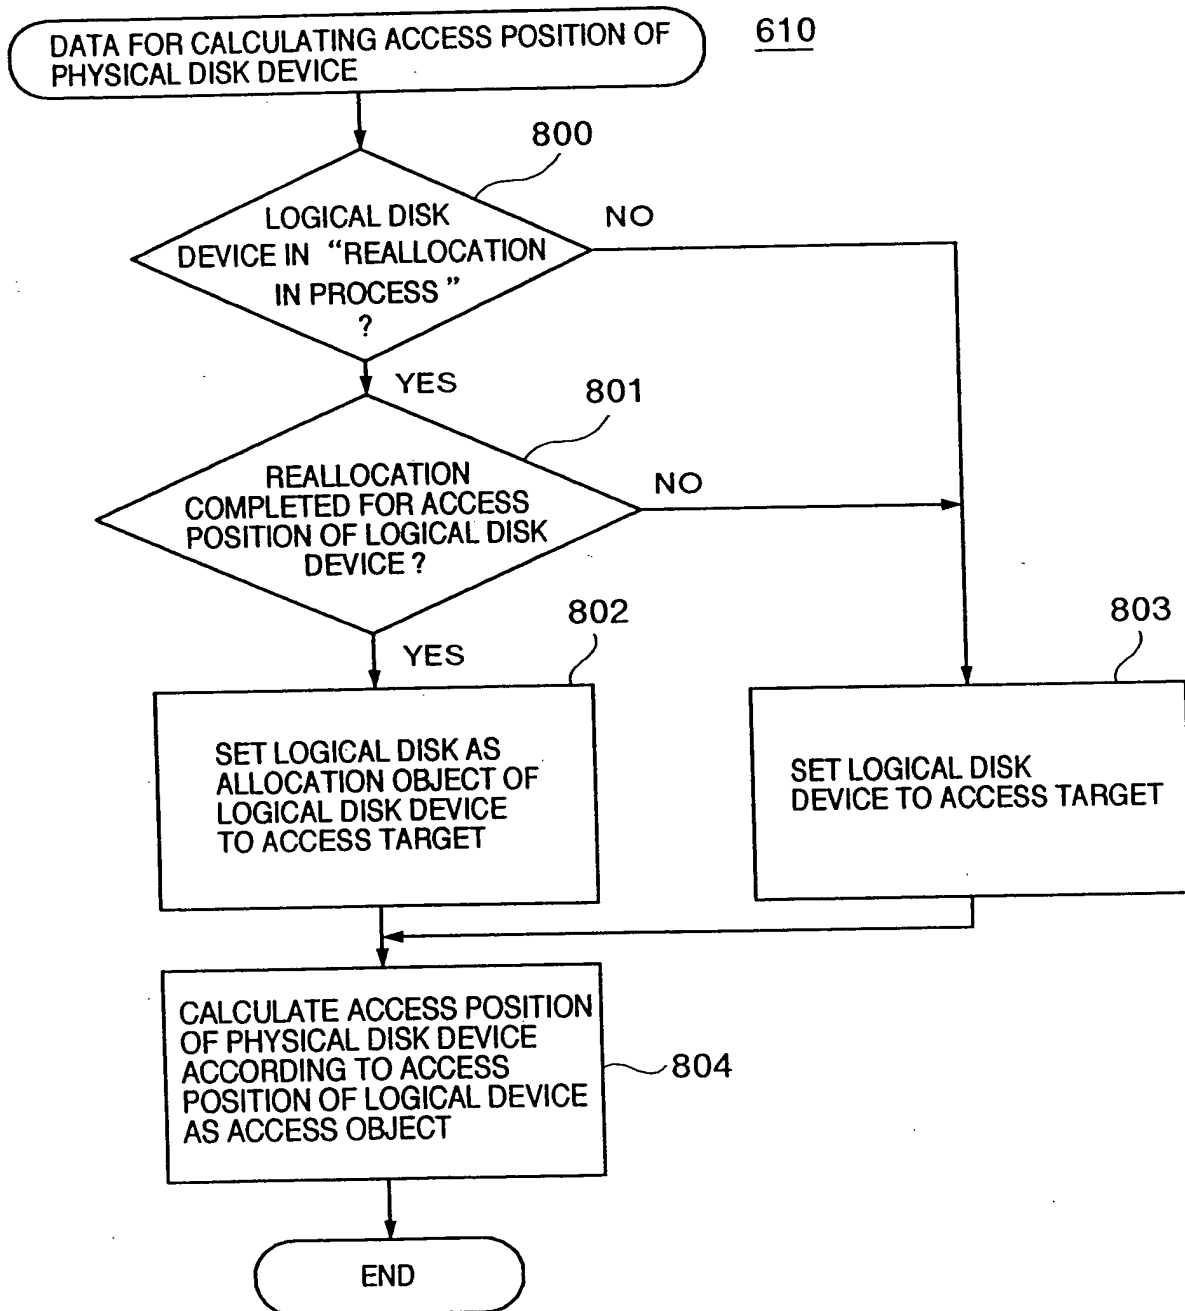 DATA FOR CALCULATING ACCESS POSITION OF
PHYSICAL DISK DEVICE
610
800
LOGICAL DISK
DEVICE IN “REALLOCATION
IN PROCESS”
?
NO
YES
801
REALLOCATION
COMPLETED FOR ACCESS
POSITION OF LOGICAL DISK
DEVICE?
NO
YES
802
SET LOGICAL DISK AS
ALLOCATION OBJECT OF
LOGICAL DISK DEVICE
TO ACCESS TARGET
803
SET LOGICAL DISK
DEVICE TO ACCESS TARGET
CALCULATE ACCESS POSITION
OF PHYSICAL DISK DEVICE
ACCORDING TO ACCESS
POSITION OF LOGICAL DEVICE
AS ACCESS OBJECT
804
END